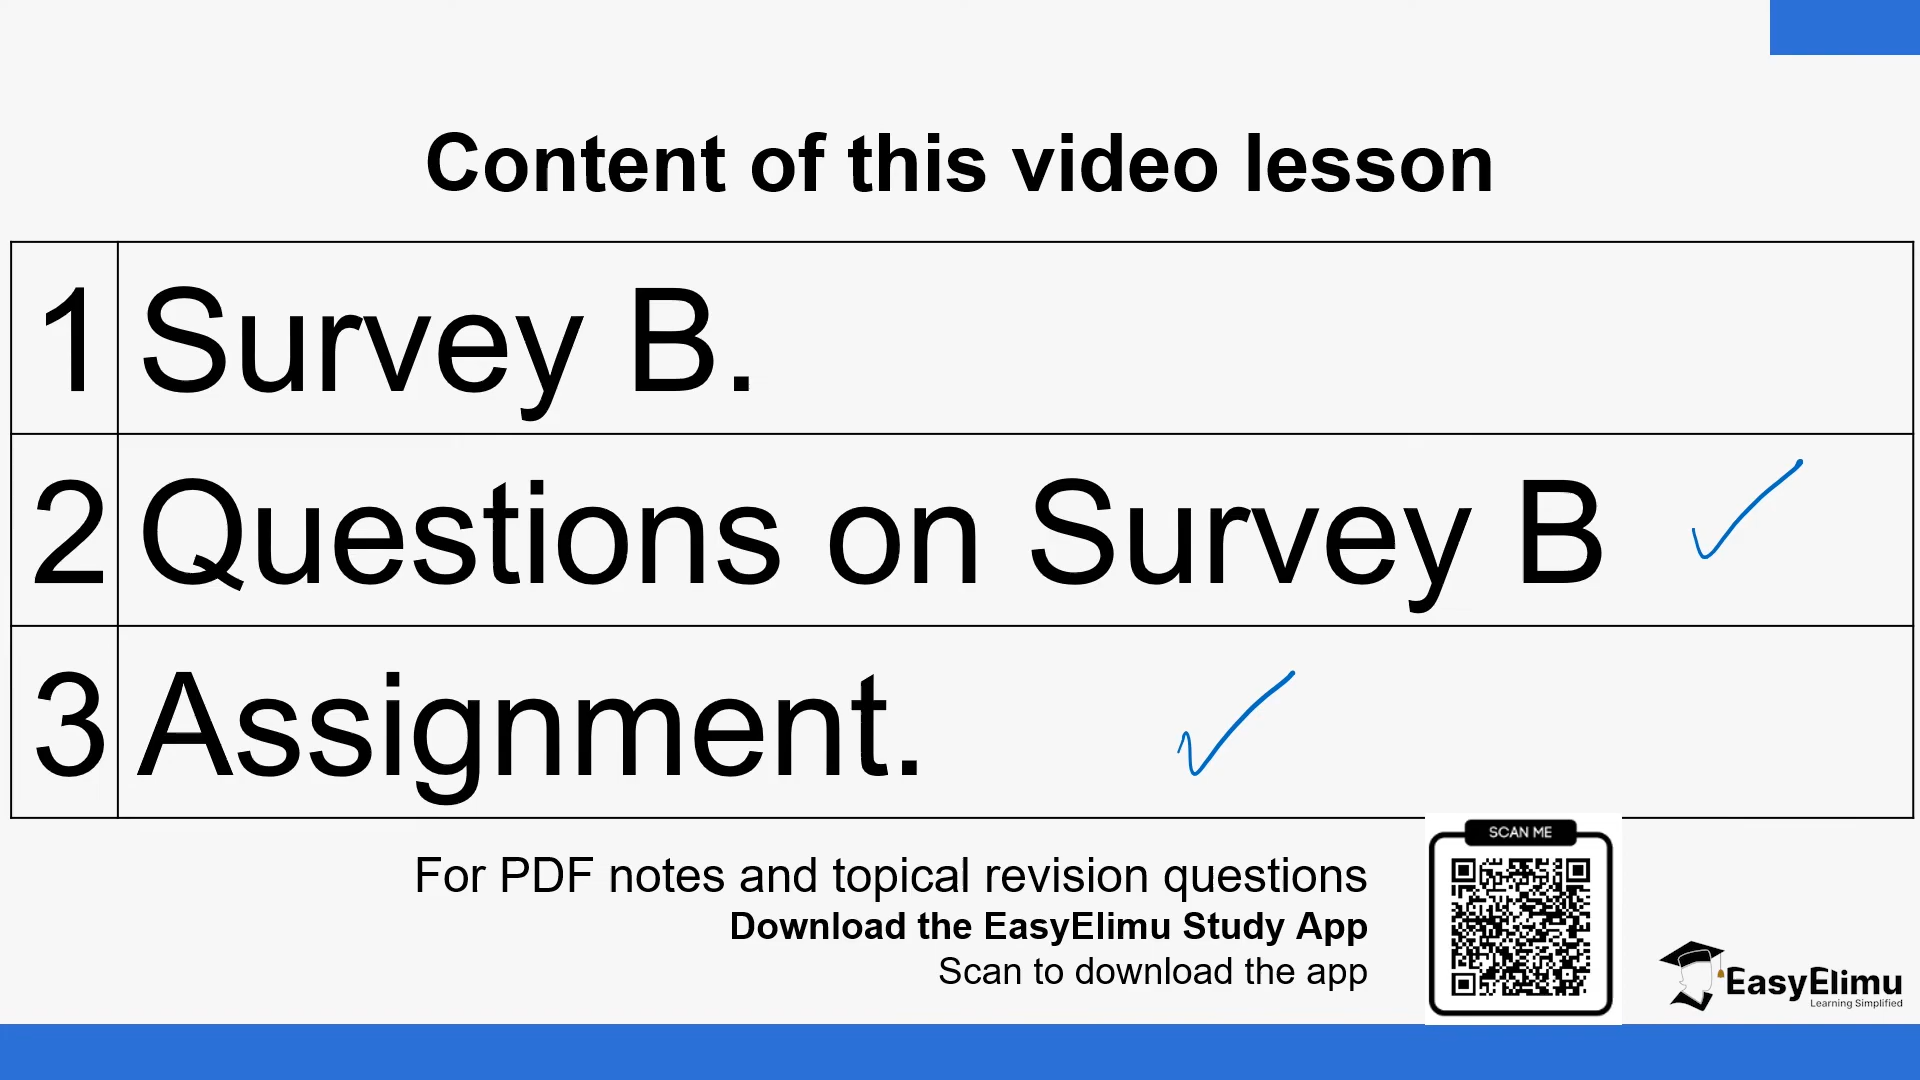 Content of this video lesson
1 Survey B.
2 Questions on Survey B
3 Assignment.
For PDF notes and topical revision questions
Download the EasyElimu Study App
Scan to download the app
SCAN ME
EasyElimu
Learning Simplified